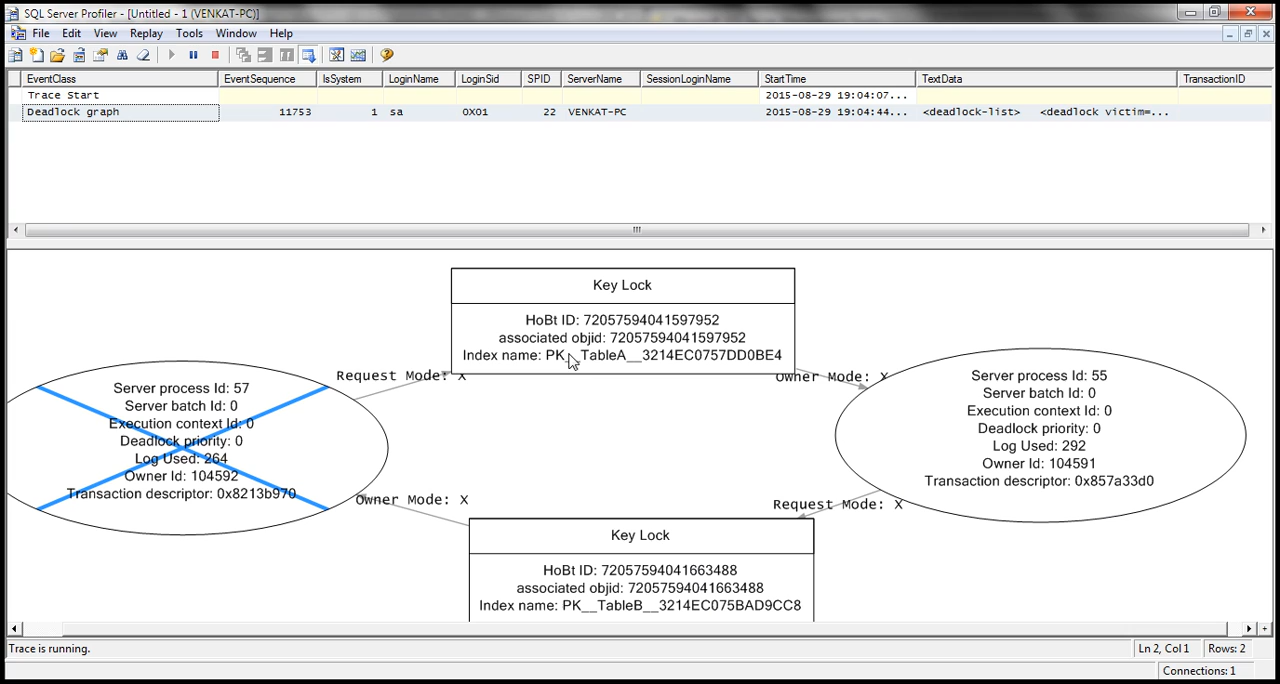 SQL Server Profiler - [Untitled - 1 (VENKAT-PC)]
File Edit View Replay Tools Window Help
EventClass EventSequence IsSystem LoginName LoginSid SPID ServerName SessionLoginName StartTime TextData TransactionID
Trace Start 2015-08-29 19:04:07...
Deadlock graph 11753 1 sa 0X01 22 VENKAT-PC 2015-08-29 19:04:44... <deadlock-list> <deadlock victim=...
Key Lock
HoBt ID: 72057594041597952
associated objid: 72057594041597952
Index name: PK__TableA__3214EC0757DD0BE4
Request Mode: X
Owner Mode: X
Server process Id: 57
Server batch Id: 0
Execution context Id: 0
Deadlock priority: 0
Log Used: 264
Owner Id: 104592
Transaction descriptor: 0x8213b970
Server process Id: 55
Server batch Id: 0
Execution context Id: 0
Deadlock priority: 0
Log Used: 292
Owner Id: 104591
Transaction descriptor: 0x857a33d0
Owner Mode: X
Request Mode: X
Key Lock
HoBt ID: 72057594041663488
associated objid: 72057594041663488
Index name: PK__TableB__3214EC075BAD9CC8
Trace is running.
Ln 2, Col 1 Rows: 2
Connections: 1